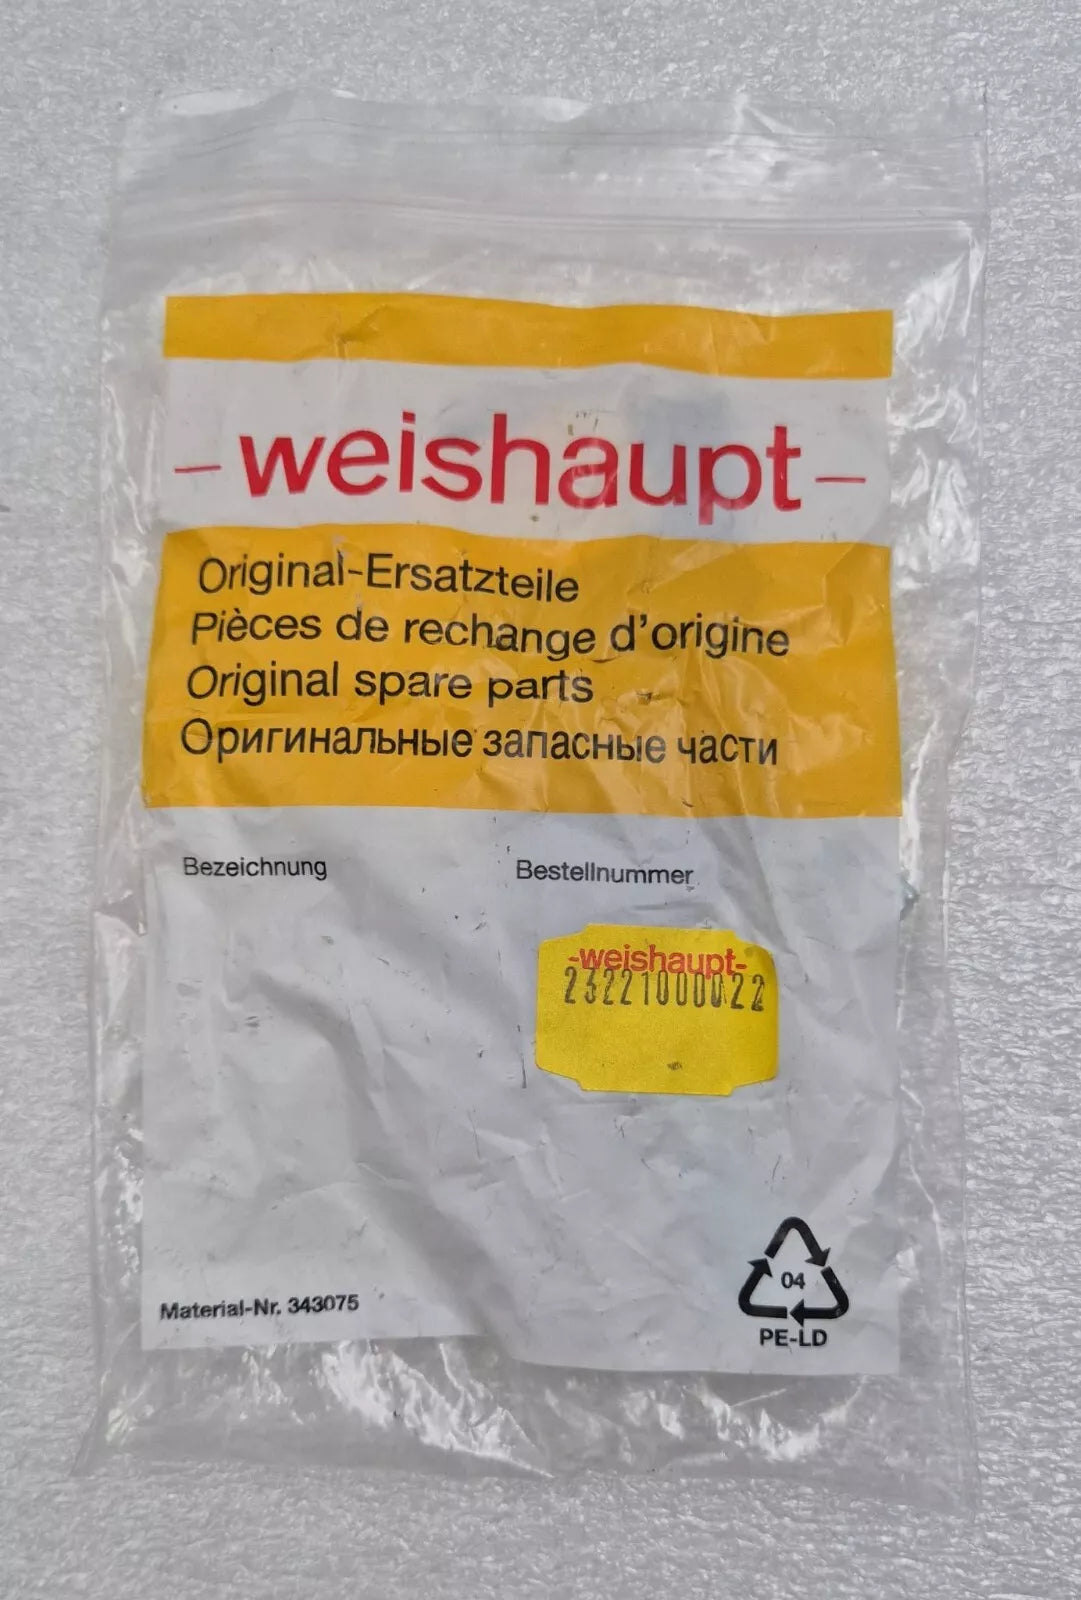 -weishaupt-
Original-Ersatzteile
Pièces de rechange d'origine
Original spare parts
Оригинальные запасные части
Bezeichnung
Bestellnummer
-weishaupt-
23221000022
Material-Nr. 343075
04
PE-LD